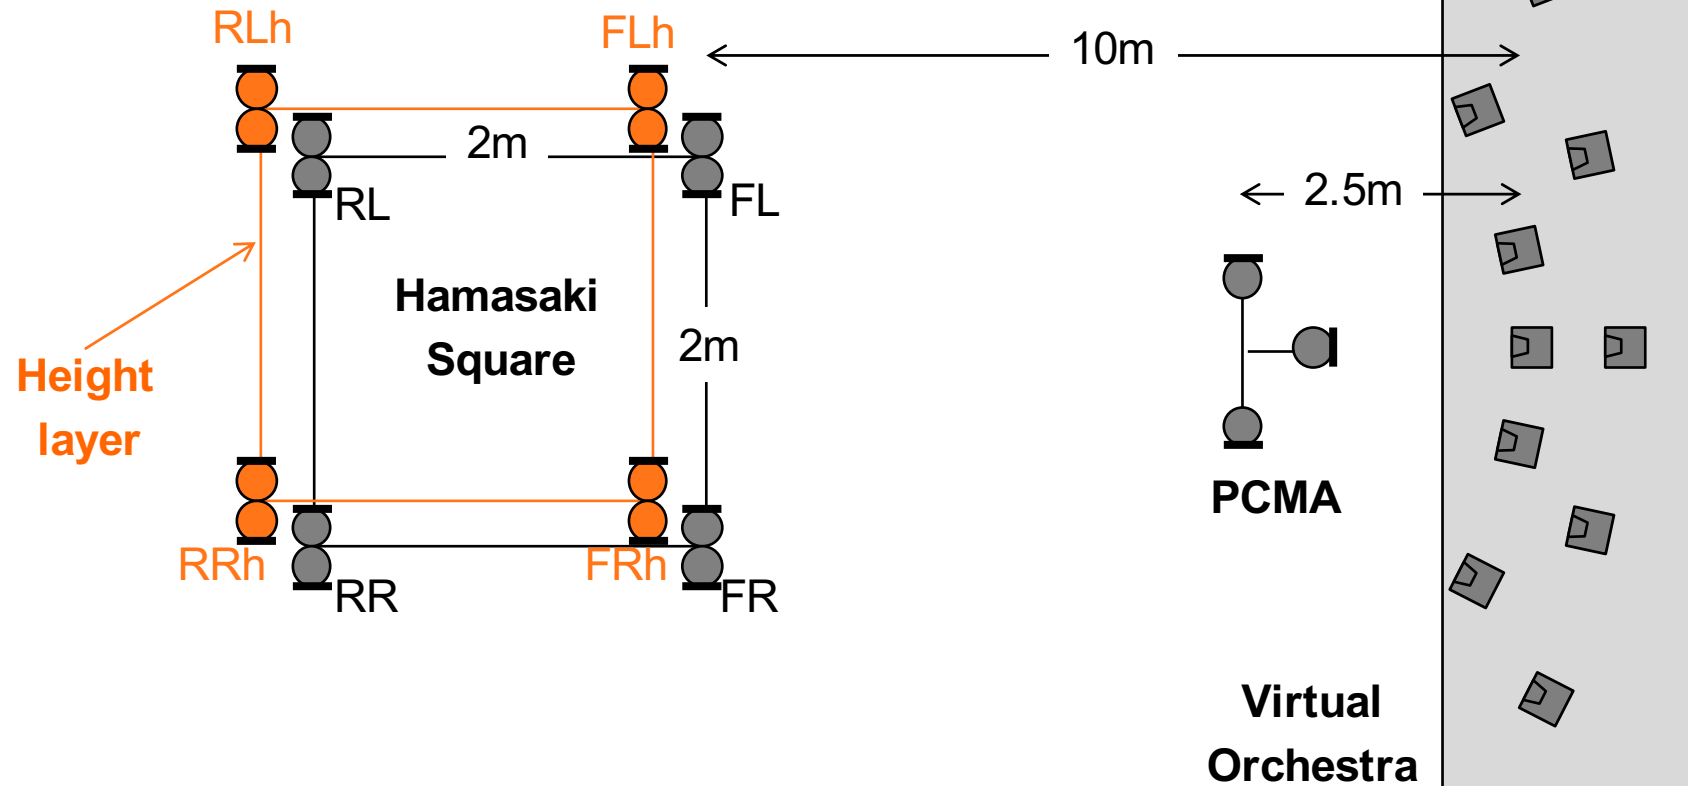 RLh
FLh
10m
2m
2.5m
RL
FL
Hamasaki
Square
2m
Height
layer
PCMA
RRh
FRh
RR
FR
Virtual
Orchestra